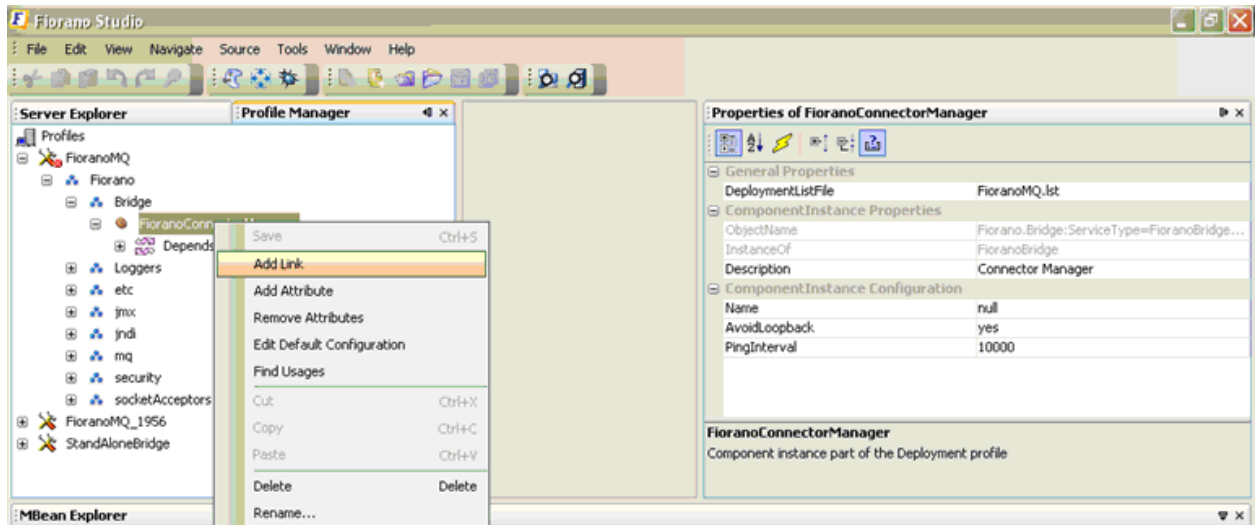 Fiorano Studio
File Edit View Navigate Source Tools Window Help
Server Explorer
Profile Manager
Profiles
FioranoMQ
Fiorano
Bridge
FioranoConn
Depends
Loggers
etc
jmx
jndi
mq
security
socketAcceptors
FioranoMQ_1956
StandAloneBridge
MBean Explorer
Save Ctrl+S
Add Link
Add Attribute
Remove Attributes
Edit Default Configuration
Find Usages
Cut Ctrl+X
Copy Ctrl+C
Paste Ctrl+V
Delete Delete
Rename...
Properties of FioranoConnectorManager
General Properties
DeploymentListFile FioranoMQ.lst
ComponentInstance Properties
ObjectName Fiorano.Bridge:ServiceType=FioranoBridge...
InstanceOf FioranoBridge
Description Connector Manager
ComponentInstance Configuration
Name null
AvoidLoopback yes
PingInterval 10000
FioranoConnectorManager
Component instance part of the Deployment profile